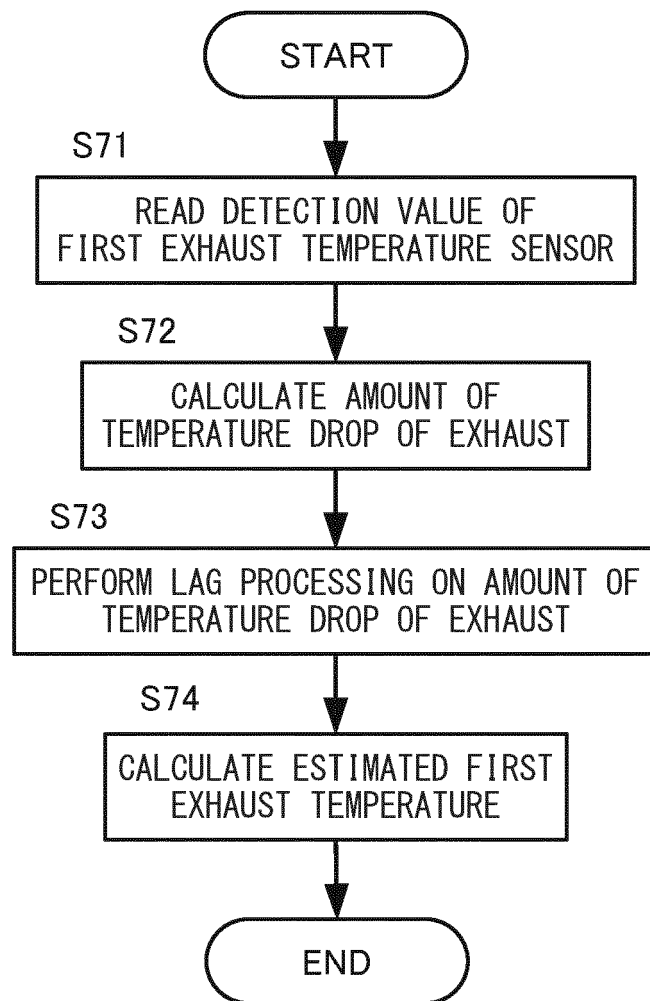 START
S71
READ DETECTION VALUE OF
FIRST EXHAUST TEMPERATURE SENSOR
S72
CALCULATE AMOUNT OF
TEMPERATURE DROP OF EXHAUST
S73
PERFORM LAG PROCESSING ON AMOUNT OF
TEMPERATURE DROP OF EXHAUST
S74
CALCULATE ESTIMATED FIRST
EXHAUST TEMPERATURE
END